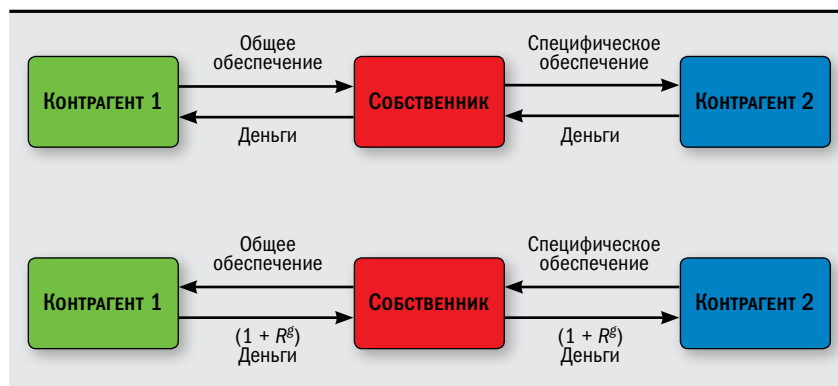 Общее
обеспечение
Специфическое
обеспечение
КОНТРАГЕНТ 1
СОБСТВЕННИК
КОНТРАГЕНТ 2
Деньги
Деньги
Общее
обеспечение
Специфическое
обеспечение
КОНТРАГЕНТ 1
СОБСТВЕННИК
КОНТРАГЕНТ 2
(1 + R^g)
Деньги
(1 + R^g)
Деньги